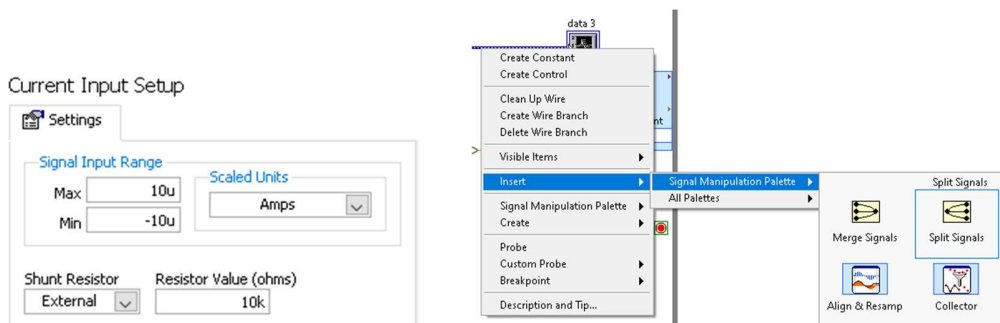 Current Input Setup
Settings
Signal Input Range
Max 10u
Min -10u
Scaled Units
Amps
Shunt Resistor
External
Resistor Value (ohms)
10k
data 3
Create Constant
Create Control
Clean Up Wire
Create Wire Branch
Delete Wire Branch
nt
Visible Items
Insert
Signal Manipulation Palette
Create
Probe
Custom Probe
Breakpoint
Description and Tip...
Signal Manipulation Palette
All Palettes
Split Signals
Merge Signals
Split Signals
Align & Resamp
Collector